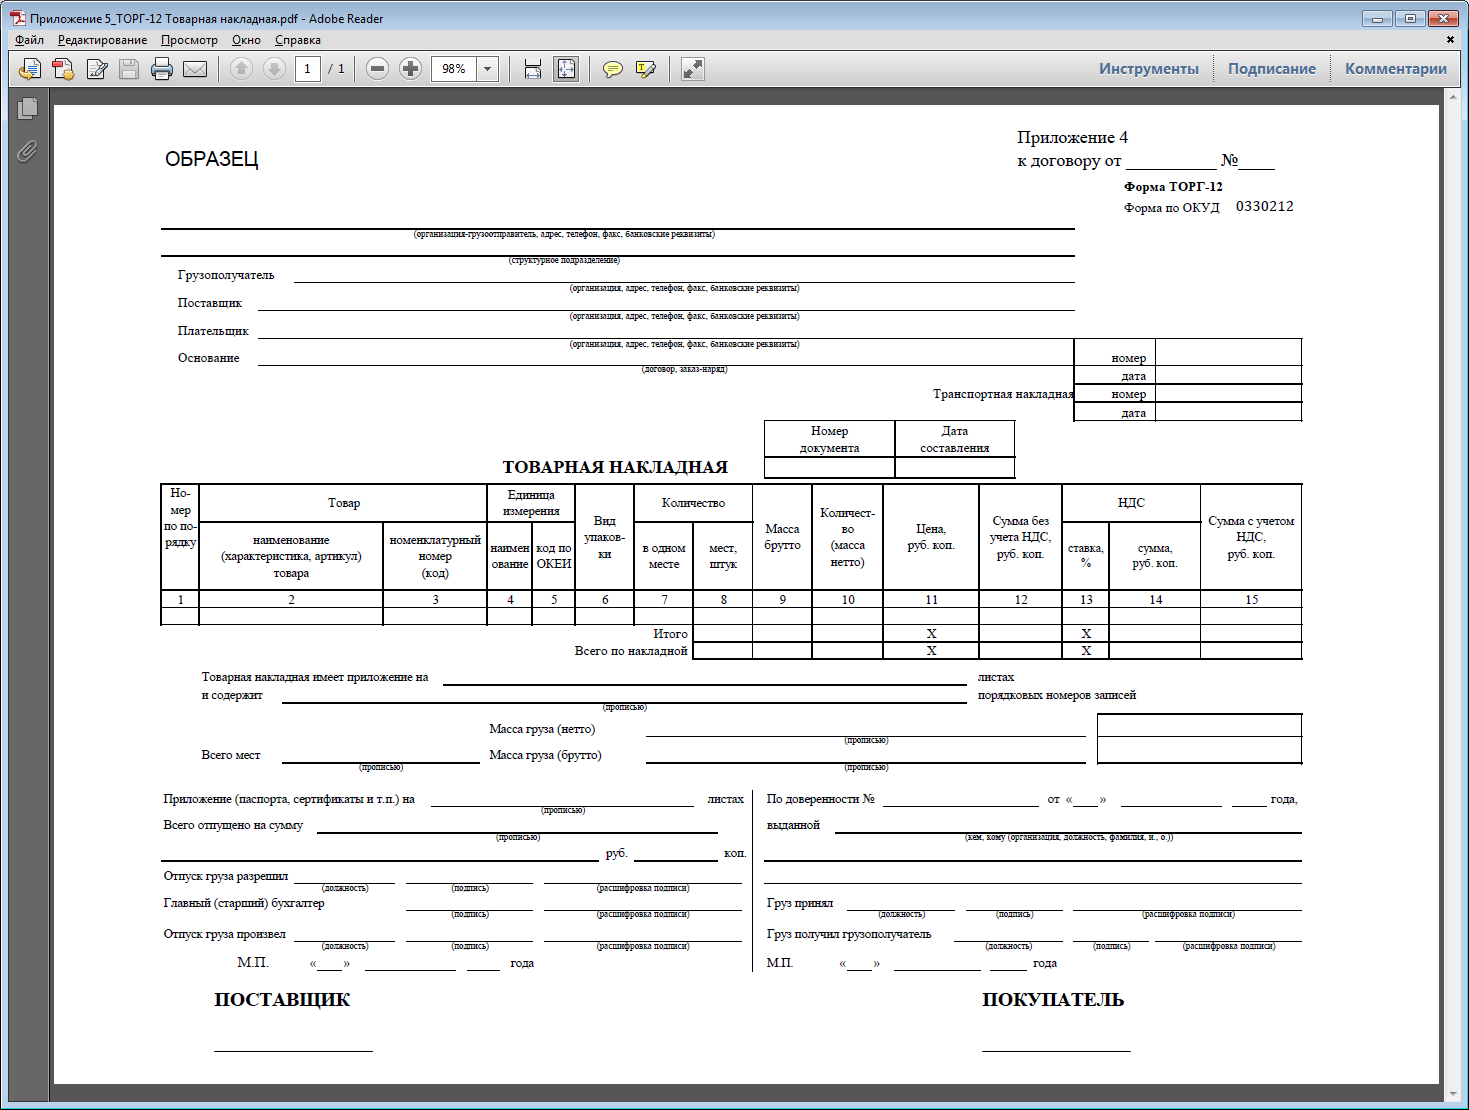 Приложение 5_ТОРГ-12 Товарная накладная.pdf - Adobe Reader
Файл Редактирование Просмотр Окно Справка
1 / 1 98% Инструменты Подписание Комментарии
ОБРАЗЕЦ
Приложение 4
к договору от __________ №____
Форма ТОРГ-12
Форма по ОКУД 0330212
(организация-грузоотправитель, адрес, телефон, факс, банковские реквизиты)
(структурное подразделение)
Грузополучатель
(организация, адрес, телефон, факс, банковские реквизиты)
Поставщик
(организация, адрес, телефон, факс, банковские реквизиты)
Плательщик
(организация, адрес, телефон, факс, банковские реквизиты)
Основание
(договор, заказ-наряд)
номер
дата
Транспортная накладная номер
дата
Номер документа
Дата составления
ТОВАРНАЯ НАКЛАДНАЯ
Но-
мер
по по-
рядку
Товар
наименование
(характеристика, артикул)
товара
номенклатурный
номер
(код)
Единица
измерения
наимен
ование
код по
ОКЕИ
Вид
упаков-
ки
Количество
в одном
месте
мест,
штук
Масса
брутто
Количест-
во
(масса
нетто)
Цена,
руб. коп.
Сумма без
учета НДС,
руб. коп.
НДС
ставка,
%
сумма,
руб. коп.
Сумма с учетом
НДС,
руб. коп.
1 2 3 4 5 6 7 8 9 10 11 12 13 14 15
Итого X X
Всего по накладной X X
Товарная накладная имеет приложение на листах
и содержит порядковых номеров записей
(прописью)
Масса груза (нетто)
(прописью)
Всего мест Масса груза (брутто)
(прописью) (прописью)
Приложение (паспорта, сертификаты и т.п.) на листах
(прописью)
Всего отпущено на сумму
(прописью)
руб. коп.
Отпуск груза разрешил
(должность) (подпись) (расшифровка подписи)
Главный (старший) бухгалтер
(подпись) (расшифровка подписи)
Отпуск груза произвел
(должность) (подпись) (расшифровка подписи)
М.П. «____» года
По доверенности № от «____» года,
выданной
(кем, кому (организация, должность, фамилия, и., о.))
Груз принял
(должность) (подпись) (расшифровка подписи)
Груз получил грузополучатель
(должность) (подпись) (расшифровка подписи)
М.П. «____» года
ПОСТАВЩИК ПОКУПАТЕЛЬ